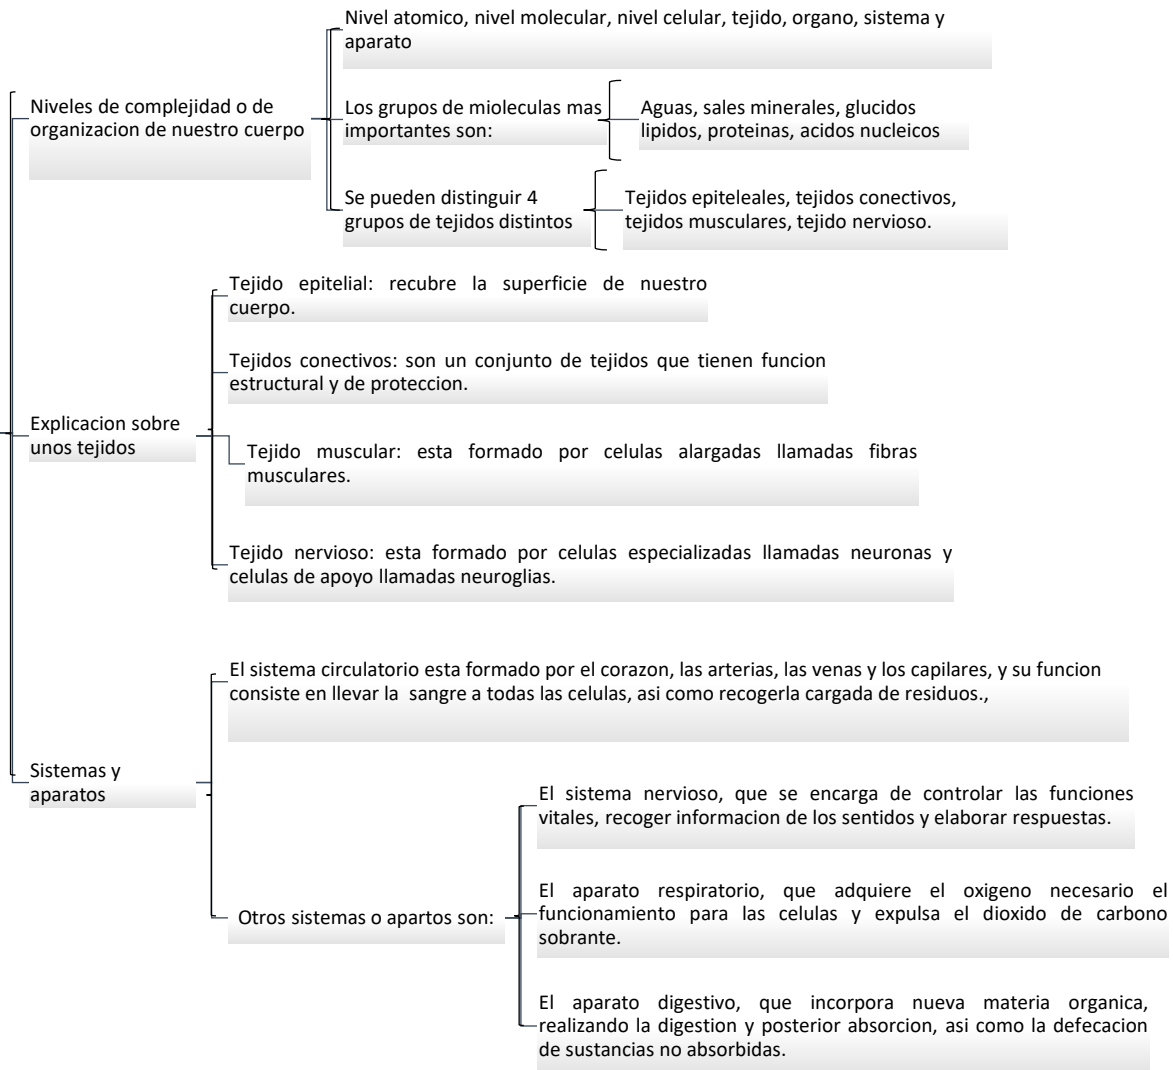 Nivel atomico, nivel molecular, nivel celular, tejido, organo, sistema y
aparato
Niveles de complejidad o de
organizacion de nuestro cuerpo
Los grupos de mioleculas mas
importantes son:
Aguas, sales minerales, glucidos
lipidos, proteinas, acidos nucleicos
Se pueden distinguir 4
grupos de tejidos distintos
Tejidos epiteleales, tejidos conectivos,
tejidos musculares, tejido nervioso.
Tejido epitelial: recubre la superficie de nuestro
cuerpo.
Tejidos conectivos: son un conjunto de tejidos que tienen funcion
estructural y de proteccion.
Explicacion sobre
unos tejidos
Tejido muscular: esta formado por celulas alargadas llamadas fibras
musculares.
Tejido nervioso: esta formado por celulas especializadas llamadas neuronas y
celulas de apoyo llamadas neuroglias.
El sistema circulatorio esta formado por el corazon, las arterias, las venas y los capilares, y su funcion
consiste en llevar la  sangre a todas las celulas, asi como recogerla cargada de residuos.,
Sistemas y
aparatos
El sistema nervioso, que se encarga de controlar las funciones
vitales, recoger informacion de los sentidos y elaborar respuestas.
Otros sistemas o apartos son:
El aparato respiratorio, que adquiere el oxigeno necesario el
funcionamiento para las celulas y expulsa el dioxido de carbono
sobrante.
El aparato digestivo, que incorpora nueva materia organica,
realizando la digestion y posterior absorcion, asi como la defecacion
de sustancias no absorbidas.